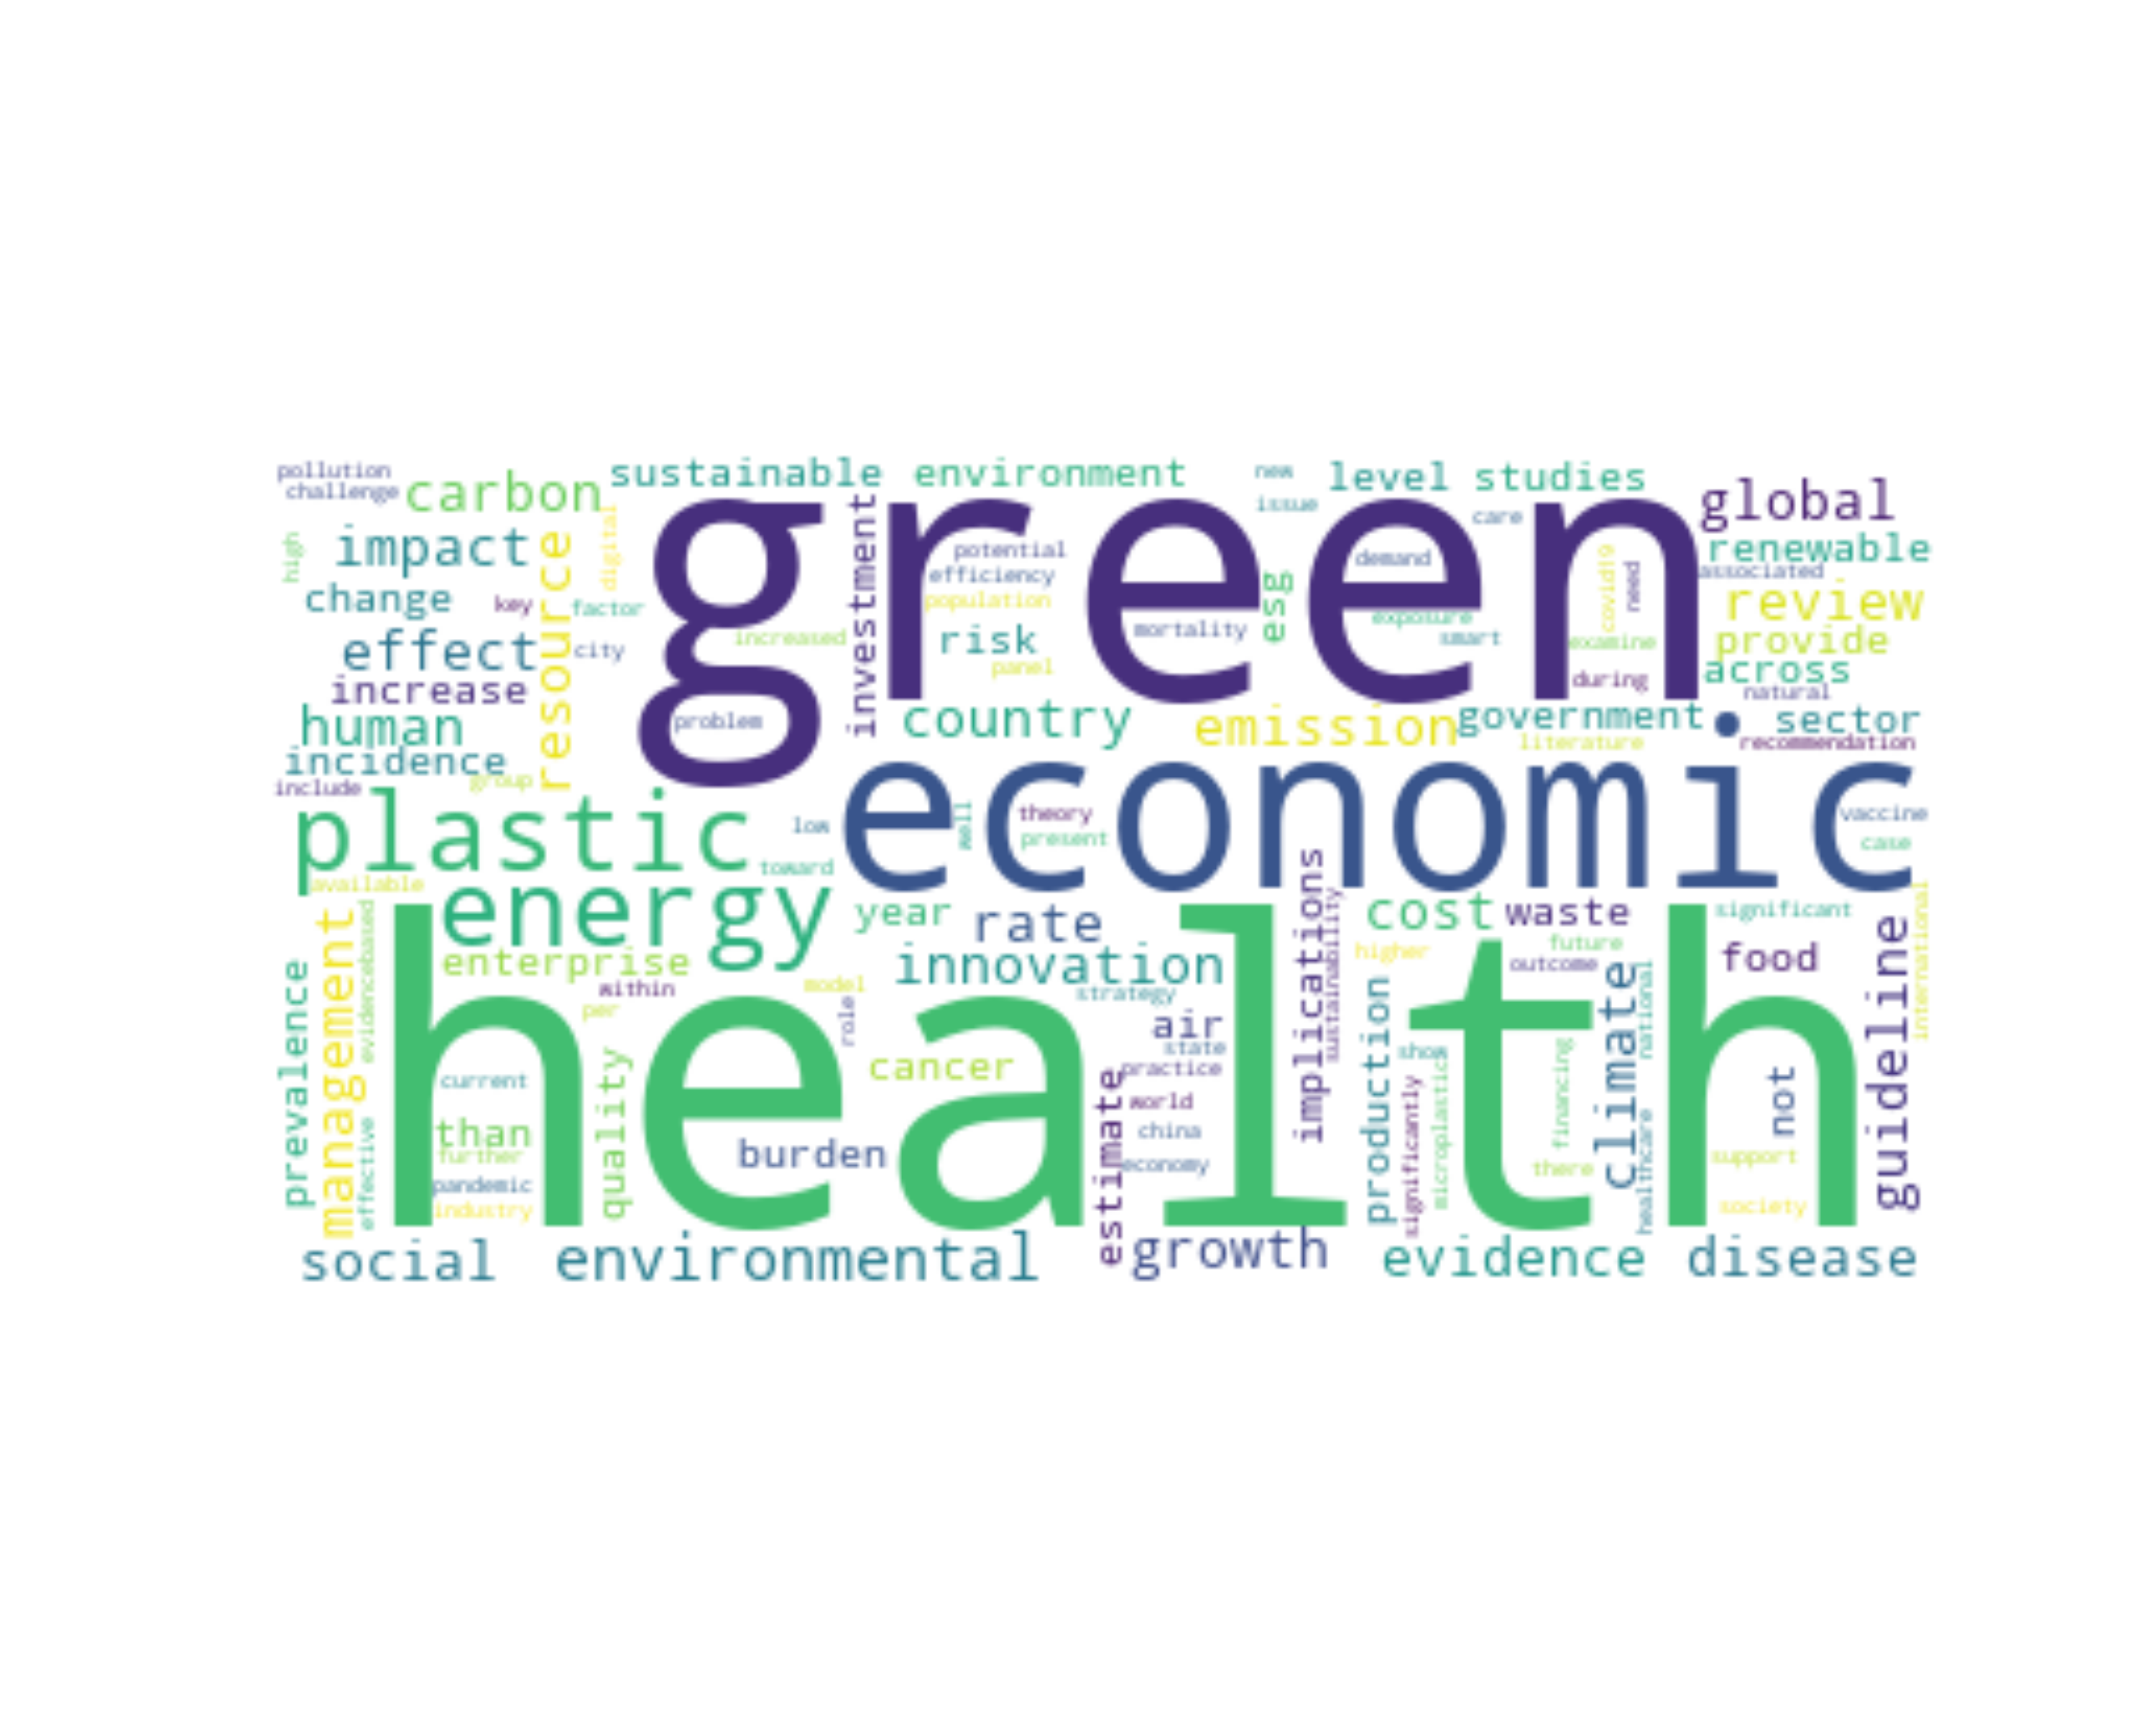 pollution
challenge
carbon
sustainable
environment
new
issue
level
studies
global
high
impact
digital
green
investment
potential
efficiency
population
care
demand
covid19
need
renewable
associated
change
key
factor
resource
increased
risk
panel
mortality
esg
exposure
smart
examine
during
review
provide
across
natural
effect
city
increase
human
problem
country
emission
government
sector
literature
recommendation
incidence
include
group
plastic
low
toward
economic
well
theory
present
vaccine
case
available
energy
year
rate
cost
waste
significant
international
management
evidencebased
enterprise
within
innovation
implications
sustainability
higher
future
outcome
food
guideline
prevalence
health
per
model
role
strategy
air
state
practice
production
show
climate
national
current
quality
cancer
world
china
economy
estimate
significantly
microplastic
financing
there
not
than
further
pandemic
industry
effective
burden
healthcare
support
society
social
environmental
growth
evidence
disease